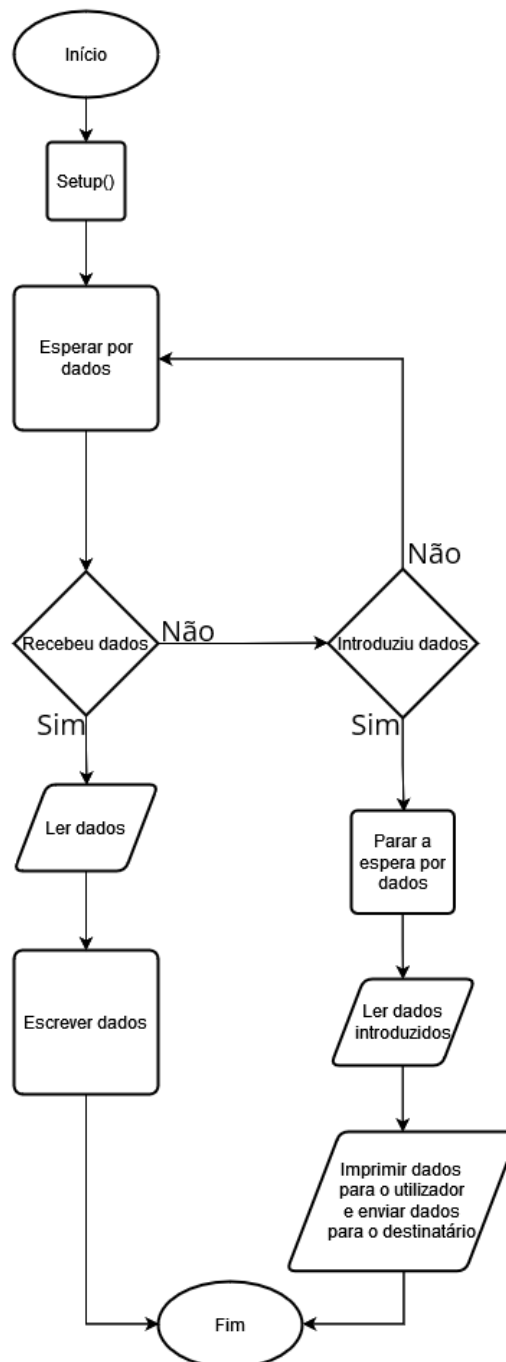 Início
Setup()
Esperar por
dados
Não
Recebeu dados
Não
Introduziu dados
Sim
Sim
Ler dados
Parar a
espera por
dados
Escrever dados
Ler dados
introduzidos
Imprimir dados
para o utilizador
e enviar dados
para o destinatário
Fim